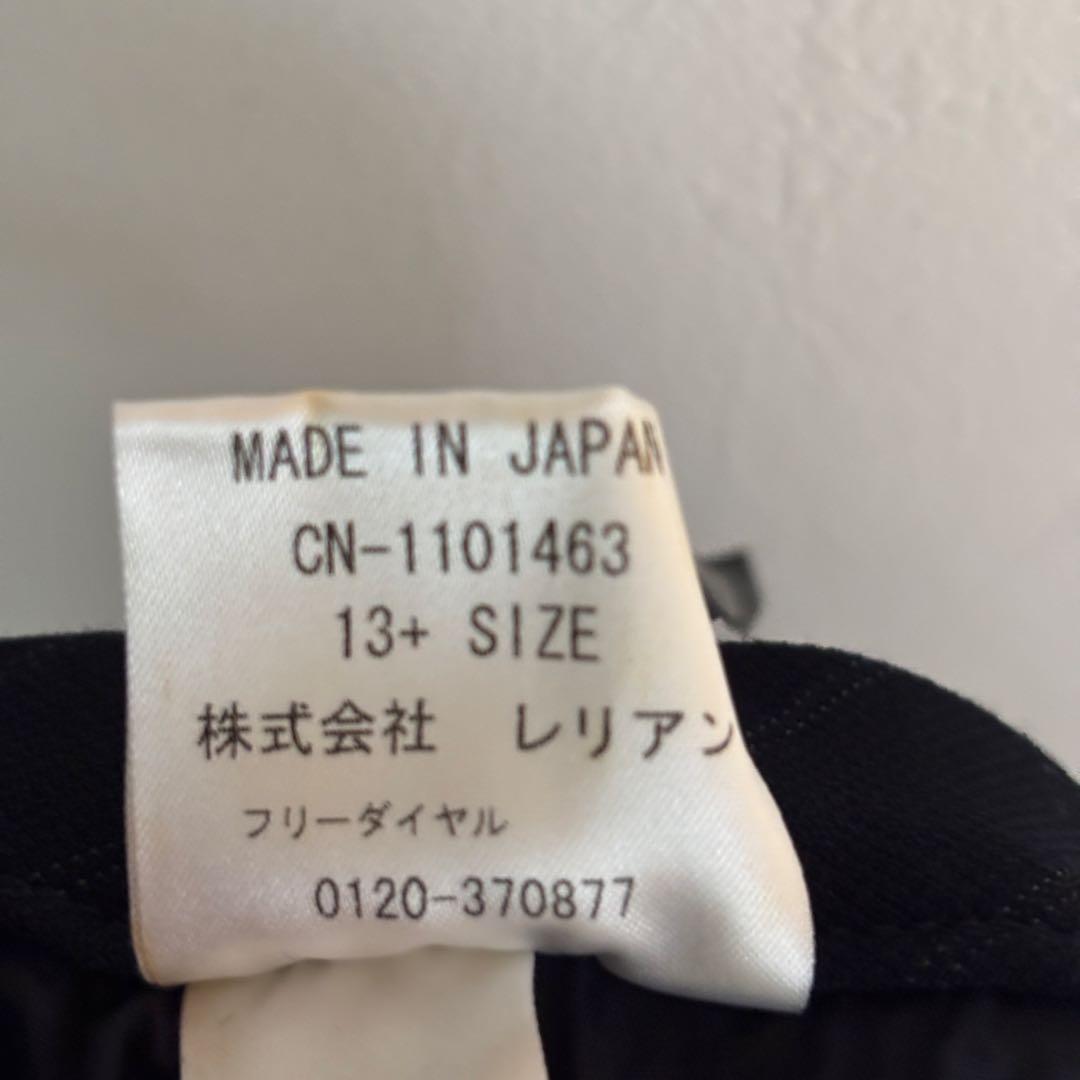 MADE IN JAPAN
CN-1101463
13+ SIZE
株式会社 レリアン
フリーダイヤル
0120-370877